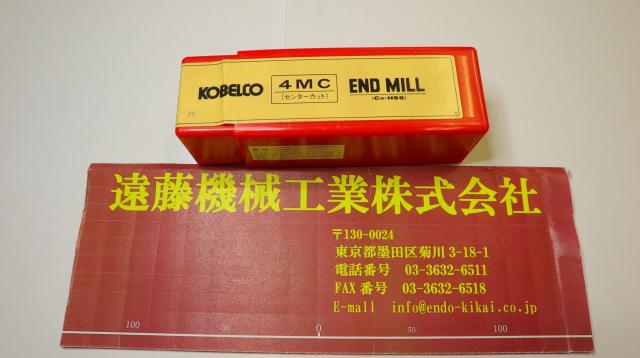 KOBELCO 4MC END MILL
(センターカット) (Co-HSS)
遠藤機械工業株式会社
〒130-0024
東京都墨田区菊川 3-18-1
電話番号 03-3632-6511
FAX 番号 03-3632-6518
E-mall info@endo-kikai.co.jp
100 50 0 50 100